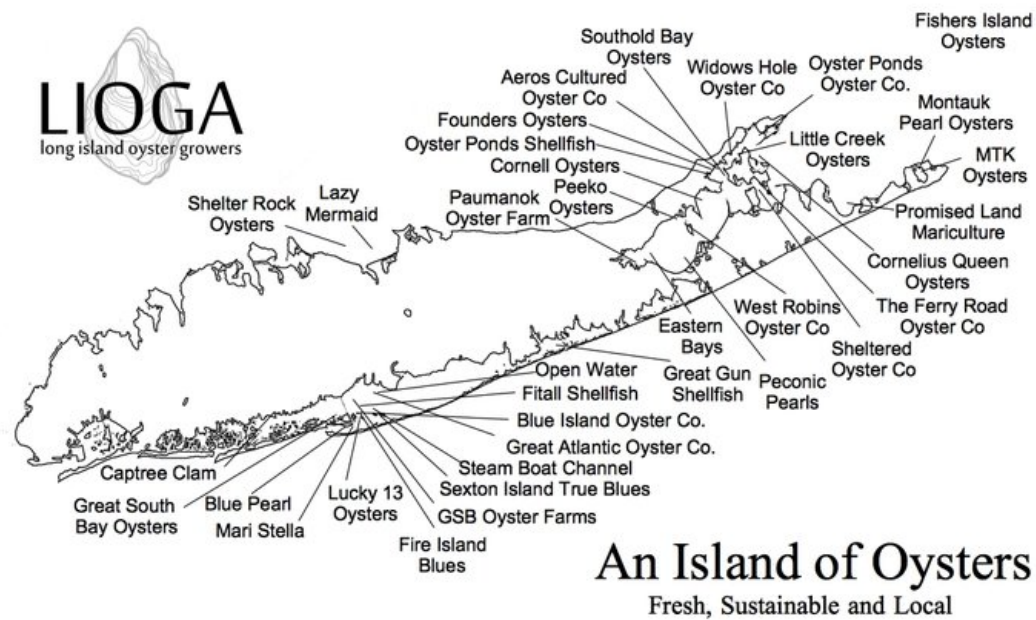 LIOGA
long island oyster growers
Fishers Island
Oysters
Southold Bay
Oysters
Widows Hole
Oyster Co
Oyster Ponds
Oyster Co.
Aeros Cultured
Oyster Co
Montauk
Pearl Oysters
Founders Oysters
Oyster Ponds Shellfish
Little Creek
Oysters
Cornell Oysters
MTK
Oysters
Peeko
Oysters
Paumanok
Oyster Farm
Shelter Rock
Oysters
Lazy
Mermaid
Promised Land
Mariculture
Cornelius Queen
Oysters
West Robins
Oyster Co
The Ferry Road
Oyster Co
Eastern
Bays
Sheltered
Oyster Co
Great Gun
Shellfish
Peconic
Pearls
Open Water
Fitall Shellfish
Blue Island Oyster Co.
Great Atlantic Oyster Co.
Steam Boat Channel
Sexton Island True Blues
GSB Oyster Farms
Captree Clam
Great South
Bay Oysters
Blue Pearl
Mari Stella
Lucky 13
Oysters
Fire Island
Blues
An Island of Oysters
Fresh, Sustainable and Local